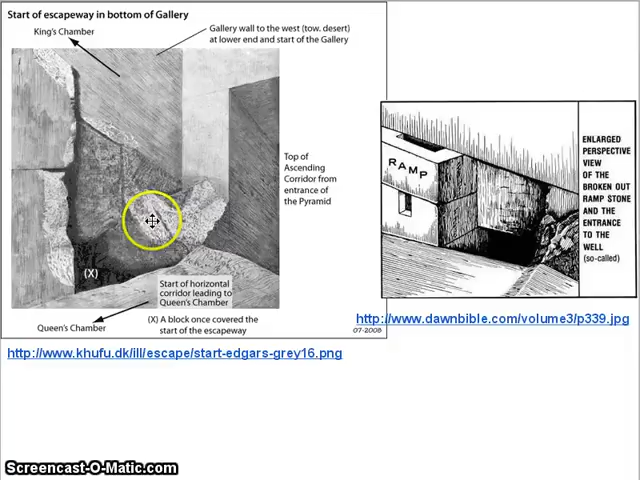 Start of escapeway in bottom of Gallery
King's Chamber
Gallery wall to the west (tow. desert)
at lower end and start of the Gallery
Top of
Ascending
Corridor from
entrance of
the Pyramid
(X)
Start of horizontal
corridor leading to
Queen's Chamber
Queen's Chamber
(X) A block once covered the
start of the escapeway
07-2008
RAMP
ENLARGED
PERSPECTIVE
VIEW
OF THE
BROKEN OUT
RAMP STONE
AND THE
ENTRANCE
TO THE
WELL
(so-called)
http://www.dawnbible.com/volume3/p339.jpg
http://www.khufu.dk/ill/escape/start-edgars-grey16.png
Screencast-O-Matic.com